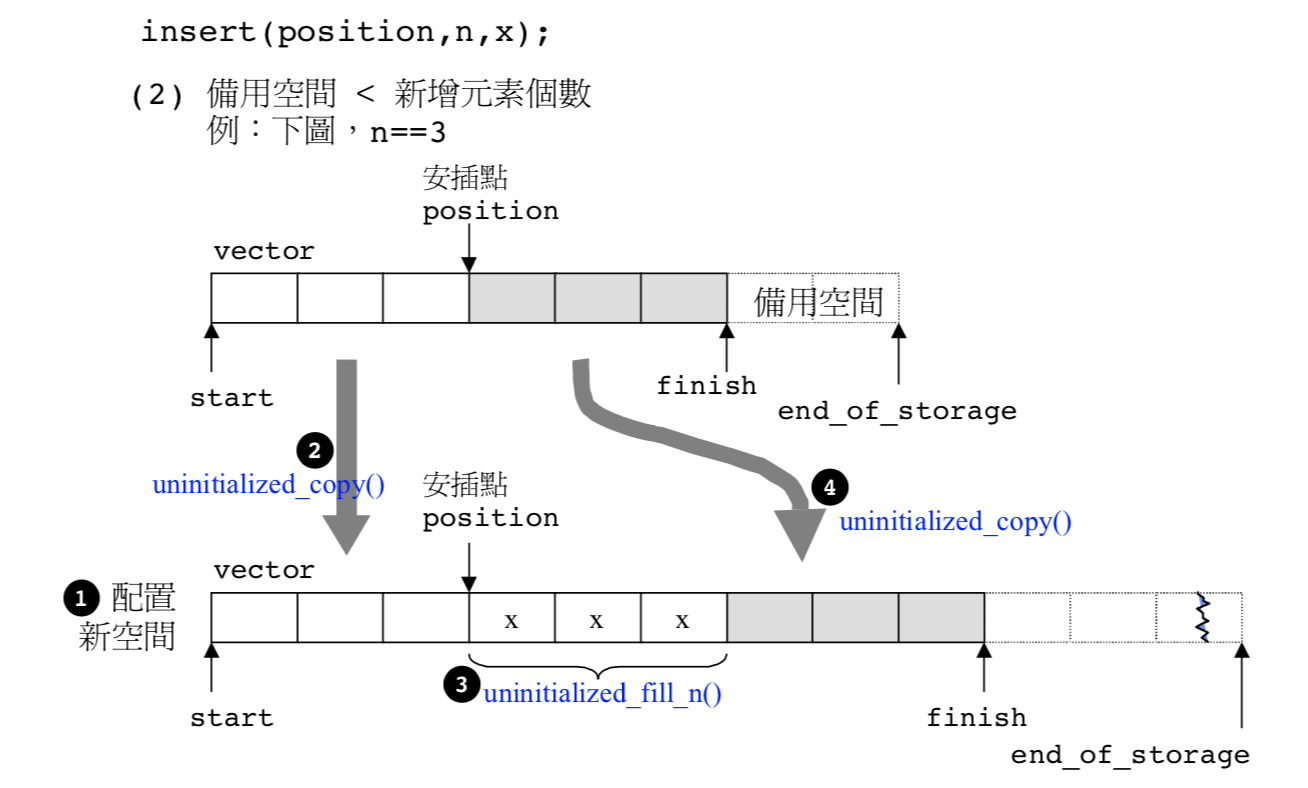 insert(position,n,x);
(2) 備用空間 < 新增元素個數
例：下圖，n==3
安插點
position
vector
備用空間
start
finish
end_of_storage
2
uninitialized_copy()
安插點
position
4
uninitialized_copy()
vector
1 配置
新空間
x x x
3 uninitialized_fill_n()
start
finish
end_of_storage